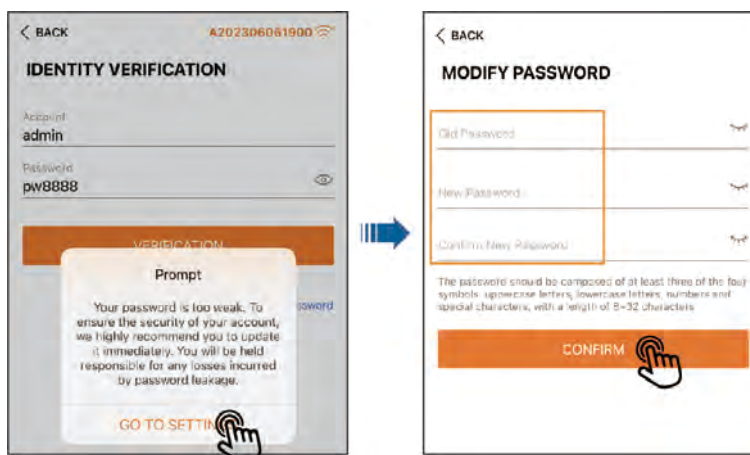 BACK
A202306061900
IDENTITY VERIFICATION
Account
admin
Password
pw8888
VERIFICATION
Prompt
Your password is too weak. To
ensure the security of your account,
we highly recommend you to update
it immediately. You will be held
responsible for any losses incurred
by password leakage.
GO TO
BACK
MODIFY PASSWORD
Old Password
New Password
Confirm New Password
The password should be composed of at least three of the four
symbols: uppercase letters, lowercase letters, numbers and
special characters, with a length of 8~32 characters
CONFIRM